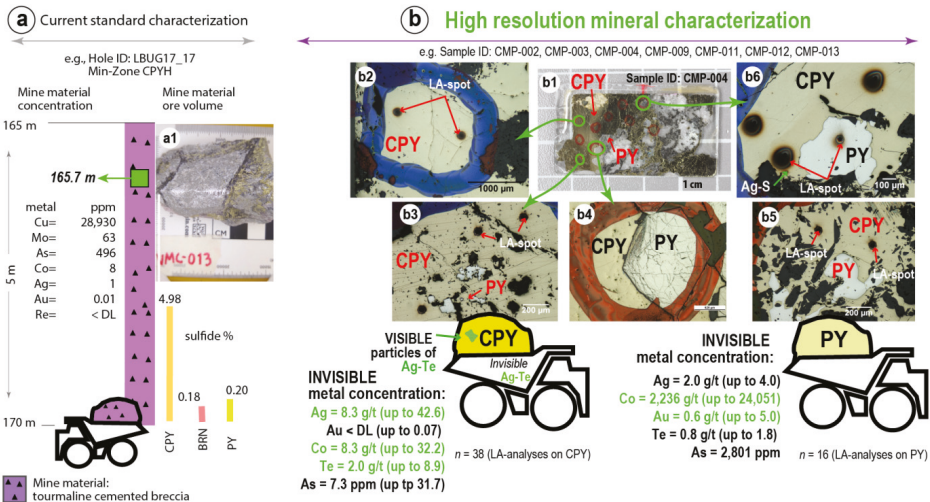 a Current standard characterization
e.g., Hole ID: LBUG17_17
Min-Zone CPYH
Mine material
concentration
Mine material
ore volume
165 m
a1
165.7 m
5 m
metal ppm
Cu= 28,930
Mo= 63
As= 496
Co= 8
Ag= 1
Au= 0.01
Re= < DL
CM
VMC-013
4.98
sulfide %
0.18
0.20
170 m
CPY
BRN
PY
Mine material:
tourmaline cemented breccia
b High resolution mineral characterization
e.g. Sample ID: CMP-002, CMP-003, CMP-004, CMP-009, CMP-011, CMP-012, CMP-013
b2
LA-spot
CPY
1000 µm
b1
Sample ID: CMP-004
CPY
PY
1 cm
b6
CPY
PY
Ag-S
LA-spot
100 µm
b3
CPY
LA-spot
PY
200 µm
b4
CPY
PY
b5
CPY
LA-spot
PY
LA-spot
200 µm
VISIBLE
particles of
Ag-Te
CPY
Invisible
Ag-Te
INVISIBLE
metal concentration:
Ag = 8.3 g/t (up to 42.6)
Au < DL (up to 0.07)
Co = 8.3 g/t (up to 32.2)
Te = 2.0 g/t (up to 8.9)
As = 7.3 ppm (up tp 31.7)
n = 38 (LA-analyses on CPY)
INVISIBLE
metal concentration:
Ag = 2.0 g/t (up to 4.0)
Co = 2,236 g/t (up to 24,051)
Au = 0.6 g/t (up to 5.0)
Te = 0.8 g/t (up to 1.8)
As = 2,801 ppm
PY
n = 16 (LA-analyses on PY)